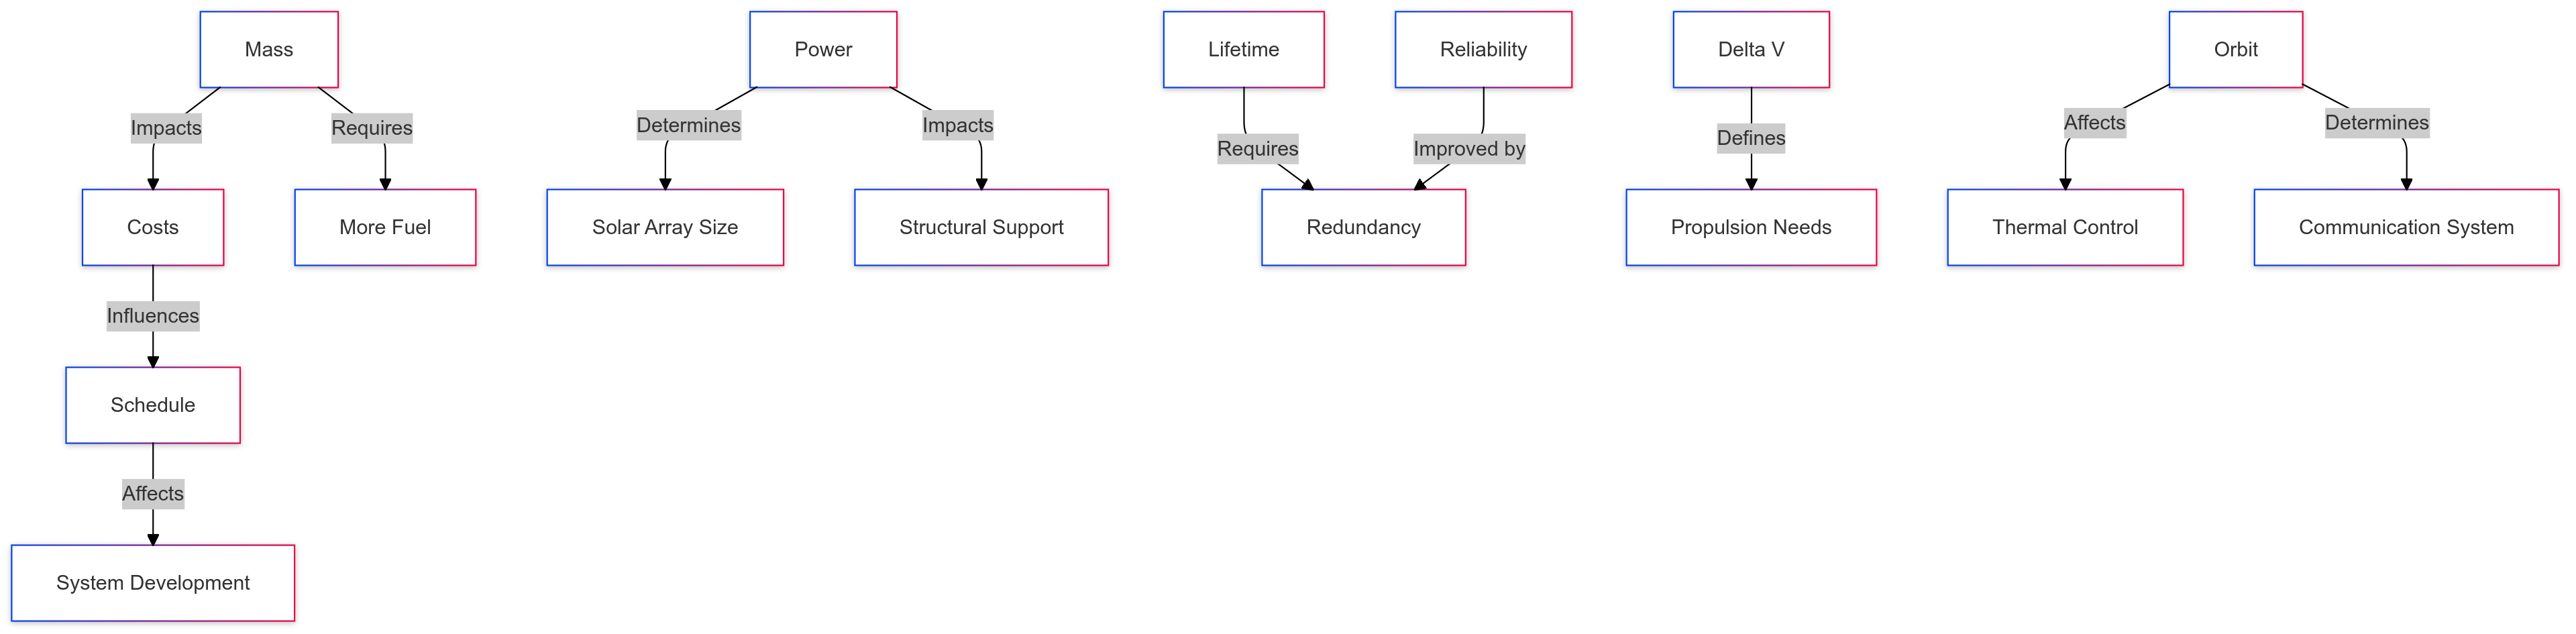 Mass
Power
Lifetime
Reliability
Delta V
Orbit
Impacts
Requires
Determines
Impacts
Requires
Improved by
Defines
Affects
Determines
Costs
More Fuel
Solar Array Size
Structural Support
Redundancy
Propulsion Needs
Thermal Control
Communication System
Influences
Schedule
Affects
System Development